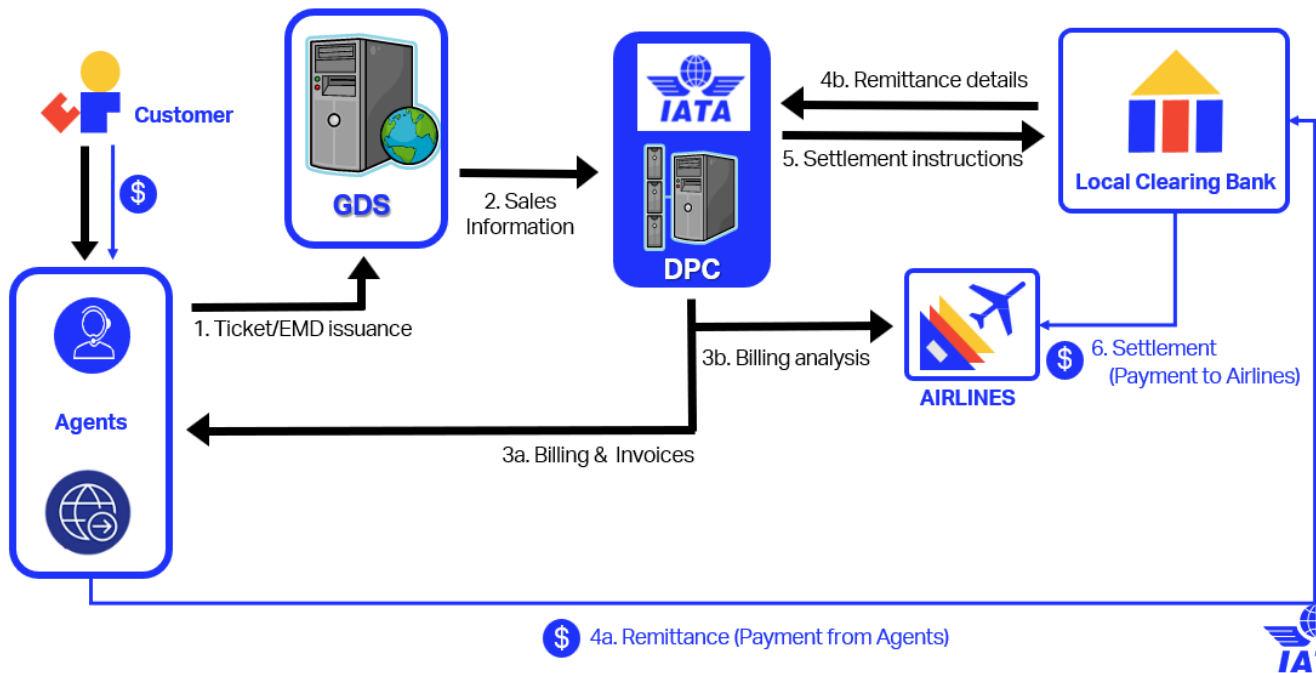 Customer
$
GDS
1. Ticket/EMD issuance
Agents
2. Sales
Information
IATA
DPC
4b. Remittance details
5. Settlement instructions
Local Clearing Bank
3b. Billing analysis
AIRLINES
$
6. Settlement
(Payment to Airlines)
3a. Billing & Invoices
$
4a. Remittance (Payment from Agents)
IAT